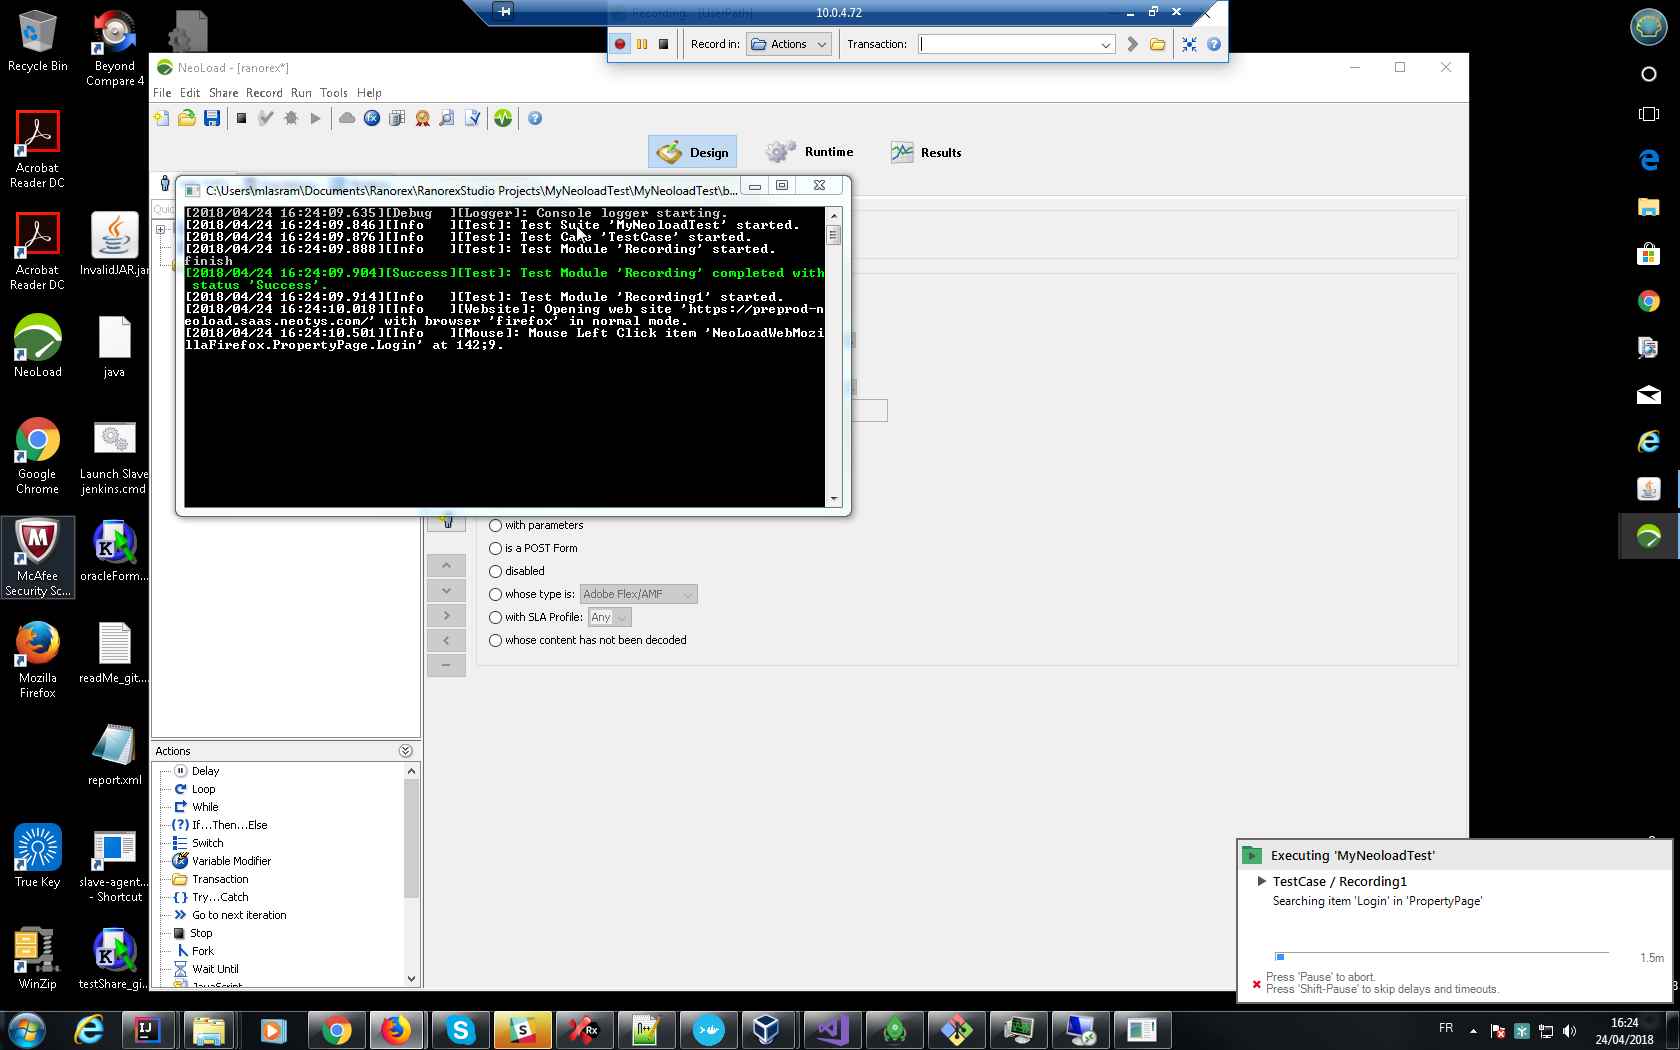 10.0.4.72
Record in:
Actions
Transaction:
Recycle Bin
Beyond
Compare 4
Acrobat
Reader DC
Acrobat
Reader DC
InvalidJAR.jar
NeoLoad
java
Google
Chrome
Launch Slave
jenkins.cmd
McAfee
Security Sc...
oracleForm...
Mozilla
Firefox
readMe_git....
report.xml
True Key
slave-agent...
- Shortcut
WinZip
testShare_gi...
NeoLoad - [ranorex*]
File Edit Share Record Run Tools Help
Design
Runtime
Results
C:\Users\mlasram\Documents\Ranorex\RanorexStudio Projects\MyNeoloadTest\MyNeoloadTest\b...
[2018/04/24 16:24:09.635][Debug  ][Logger]: Console logger starting.
[2018/04/24 16:24:09.846][Info   ][Test]: Test Suite 'MyNeoloadTest' started.
[2018/04/24 16:24:09.876][Info   ][Test]: Test Case 'TestCase' started.
[2018/04/24 16:24:09.888][Info   ][Test]: Test Module 'Recording' started.
finish
[2018/04/24 16:24:09.904][Success][Test]: Test Module 'Recording' completed with
status 'Success'.
[2018/04/24 16:24:09.914][Info   ][Test]: Test Module 'Recording1' started.
[2018/04/24 16:24:10.018][Info   ][Website]: Opening web site 'https://preprod-n
eoload.saas.neotys.com/' with browser 'firefox' in normal mode.
[2018/04/24 16:24:10.501][Info   ][Mouse]: Mouse Left Click item 'NeoLoadWebMozi
llaFirefox.PropertyPage.Login' at 142;9.
with parameters
is a POST Form
disabled
whose type is: Adobe Flex/AMF
with SLA Profile: Any
whose content has not been decoded
Actions
Delay
Loop
While
If...Then...Else
Switch
Variable Modifier
Transaction
Try...Catch
Go to next iteration
Stop
Fork
Wait Until
JavaScript
Executing 'MyNeoloadTest'
TestCase / Recording1
Searching item 'Login' in 'PropertyPage'
1.5m
Press 'Pause' to abort.
Press 'Shift-Pause' to skip delays and timeouts.
FR
16:24
24/04/2018